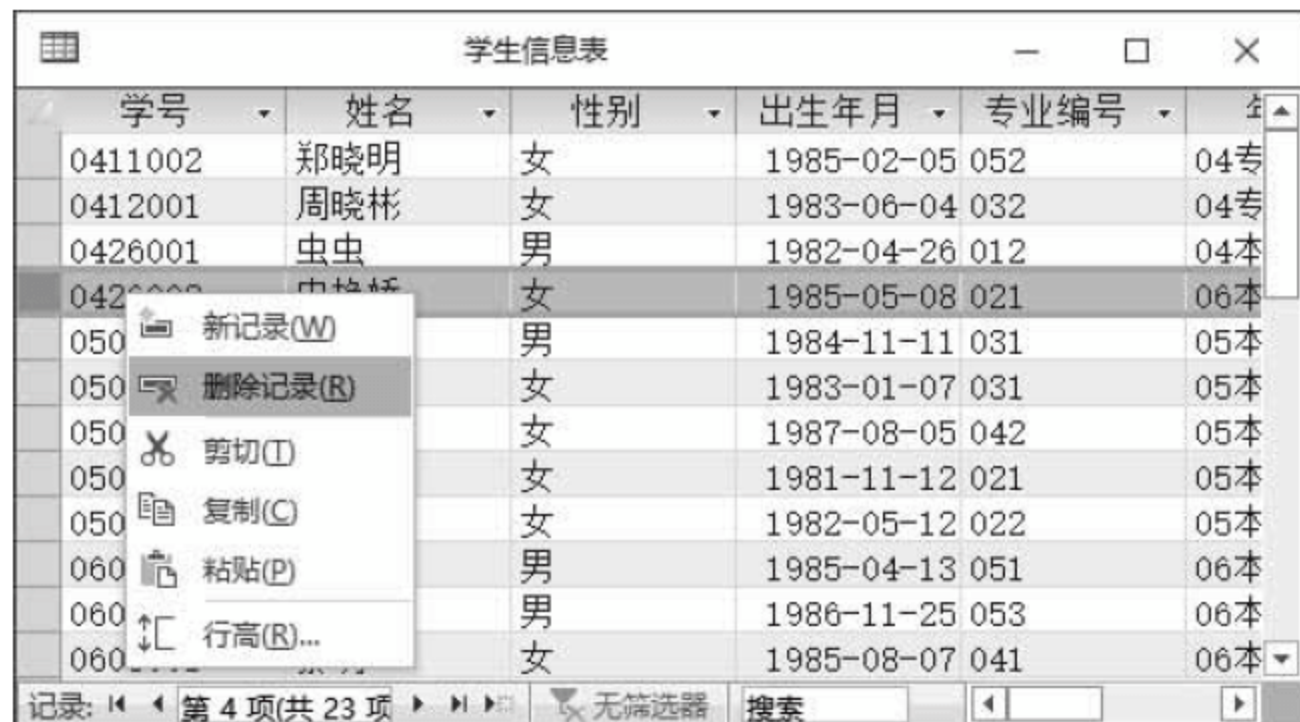 学生信息表
学号 姓名 性别 出生年月 专业编号
0411002 郑晓明 女 1985-02-05 052 04专
0412001 周晓彬 女 1983-06-04 032 04专
0426001 虫虫 男 1982-04-26 012 04本
042 女 1985-05-08 021 06本
新记录(W)
050 男 1984-11-11 031 05本
删除记录(R)
050 女 1983-01-07 031 05本
050 女 1987-08-05 042 05本
剪切(T)
050 女 1981-11-12 021 05本
复制(C)
050 女 1982-05-12 022 05本
060 男 1985-04-13 051 06本
粘贴(P)
060 男 1986-11-25 053 06本
行高(R)...
060 女 1985-08-07 041 06本
记录: 第 4 项(共 23 项 无筛选器 搜索